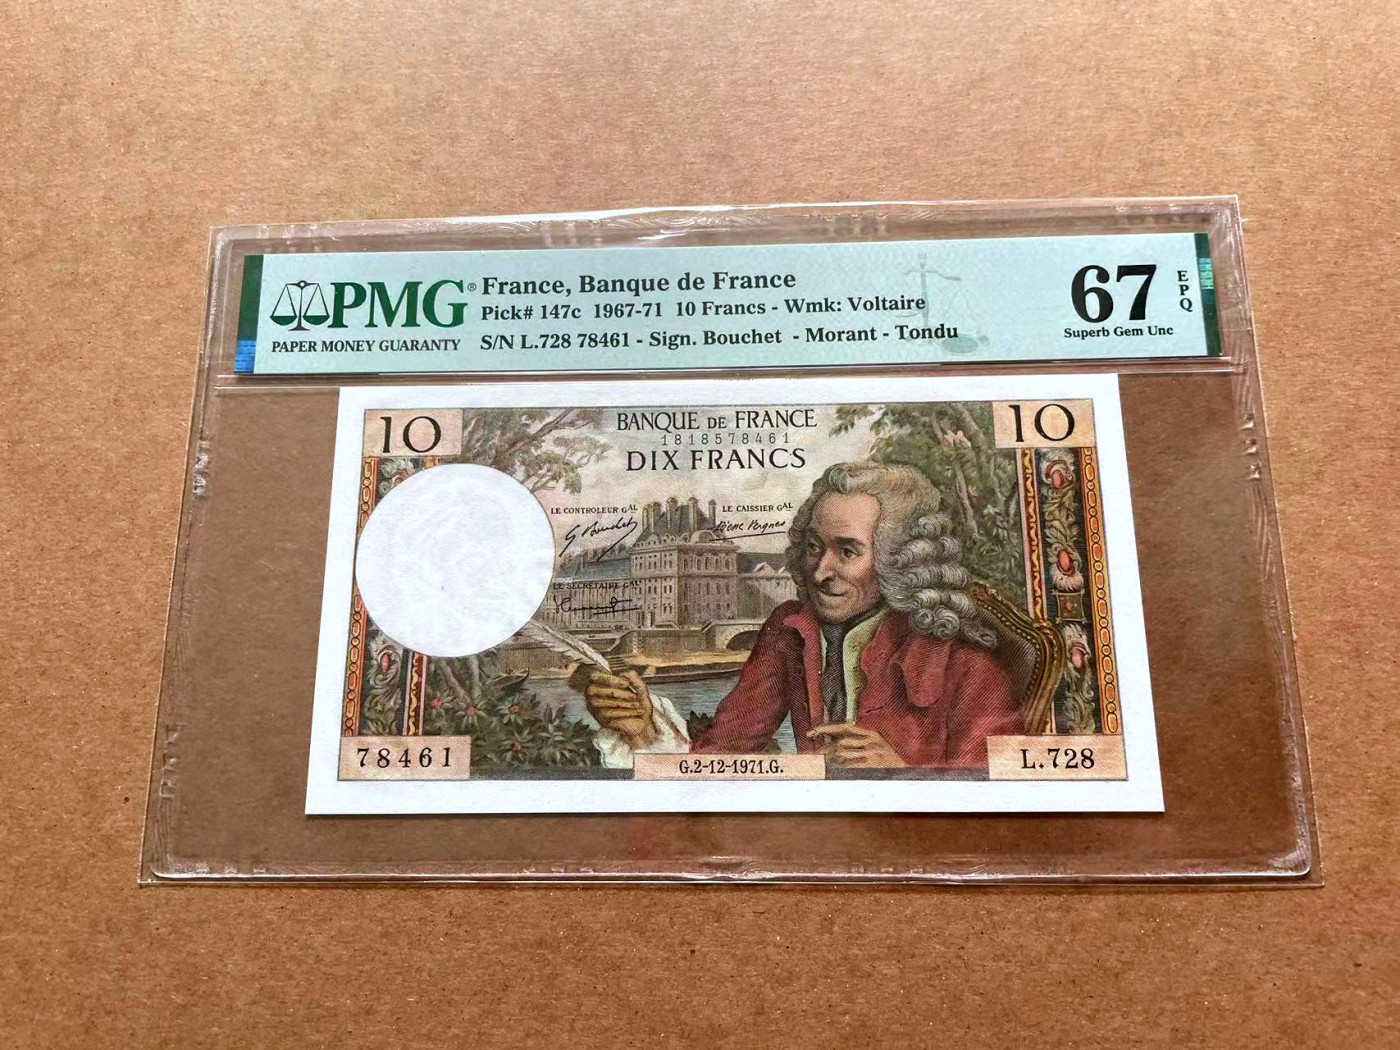 PMG®
PAPER MONEY GUARANTY
France, Banque de France
Pick# 147c 1967-71 10 Francs - Wmk: Voltaire
S/N L.728 78461 - Sign. Bouchet - Morant - Tondu
67
EPQ
Superb Gem Unc
10
BANQUE DE FRANCE
10
1818578461
DIX FRANCS
LE CONTROLEUR GAL
LE CAISSIER GAL
G Bouchet
LE SECRÉTAIRE GAL
78461
G.2-12-1971.G.
L.728